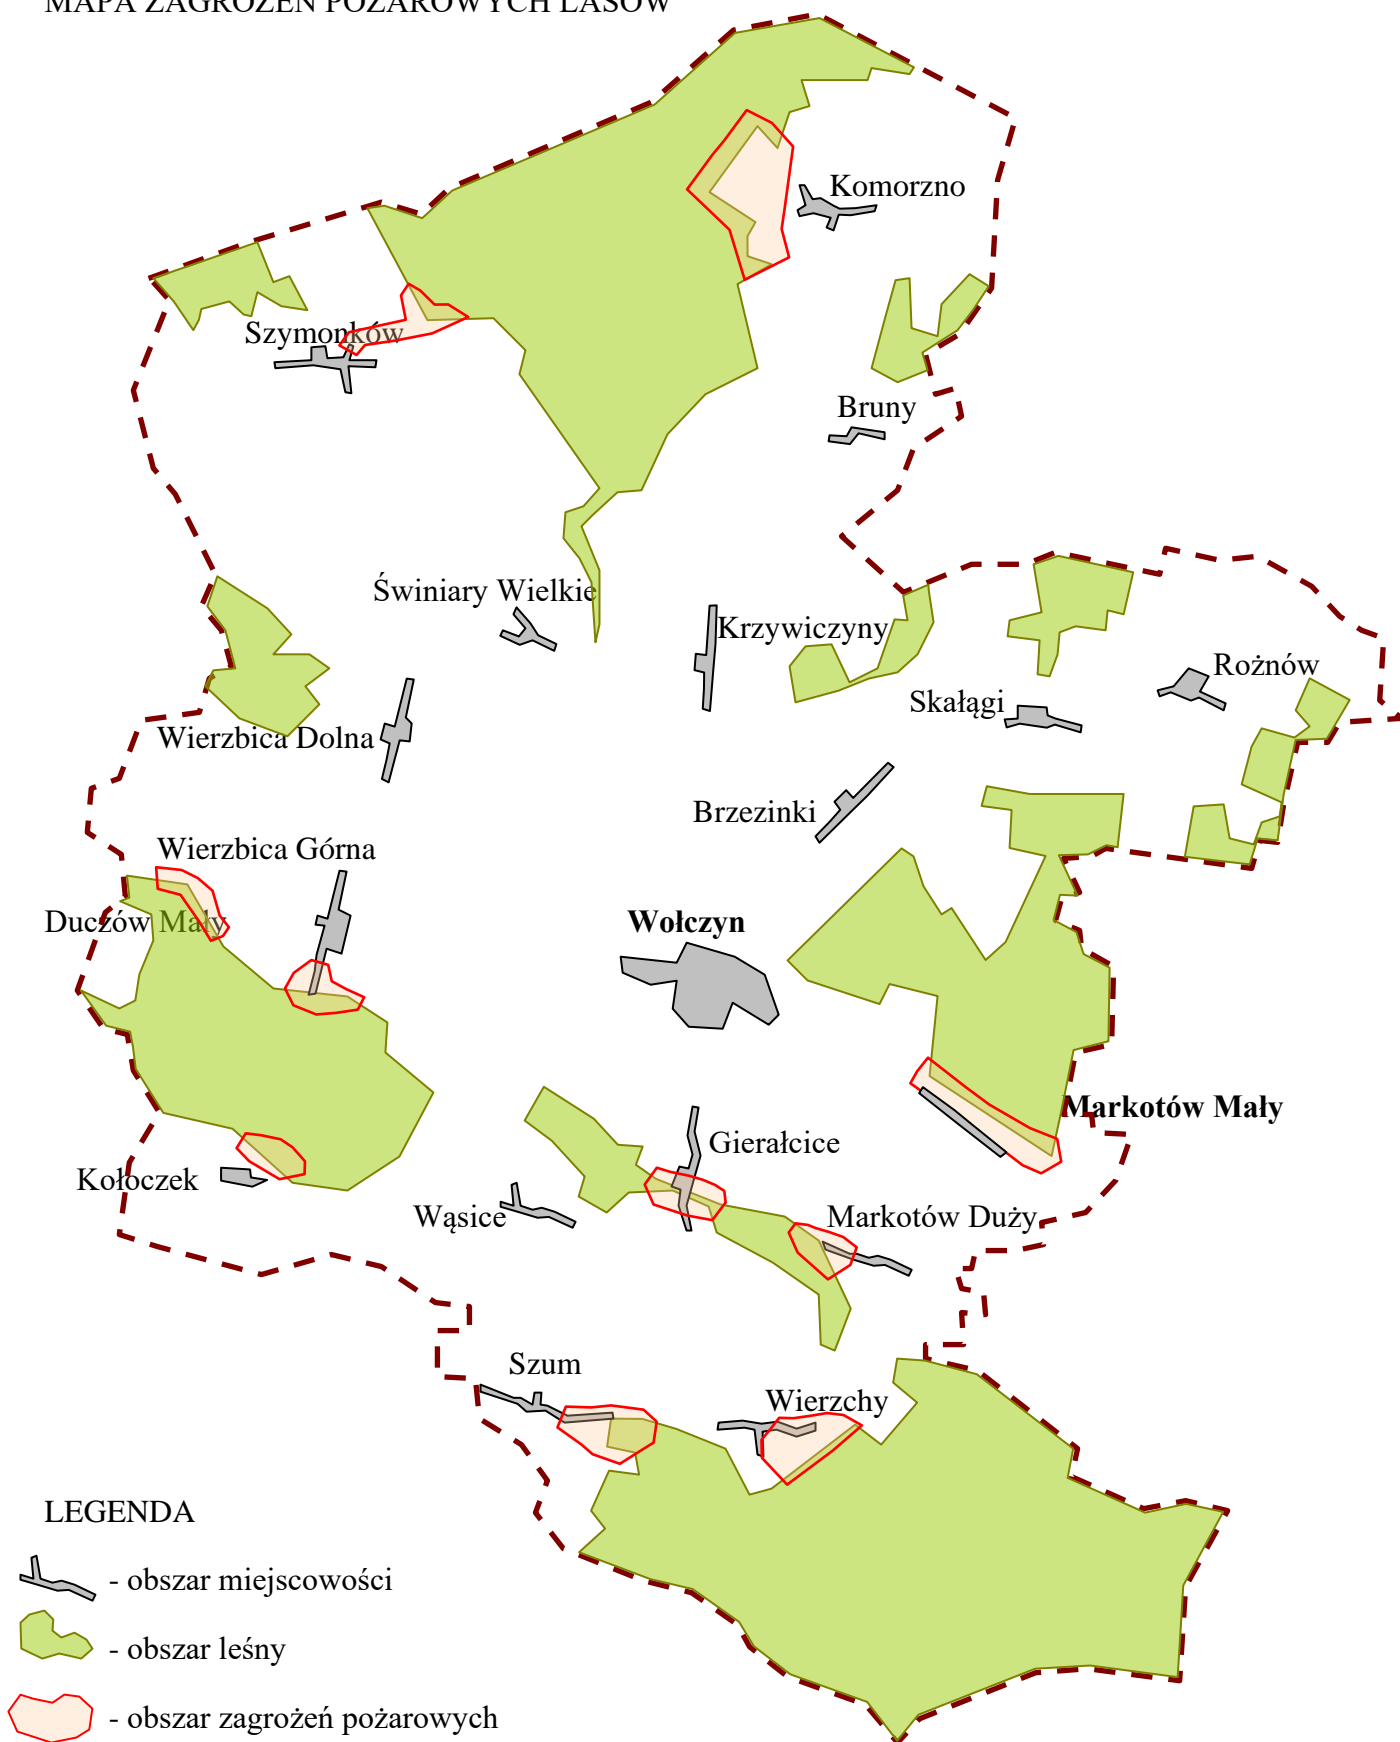 MAPA ZAGROŻEŃ POŻAROWYCH LASÓW
Komorzno
Szymonków
Bruny
Świniary Wielkie
Krzywiczyny
Rożnów
Skałągi
Wierzbica Dolna
Brzezinki
Wierzbica Górna
Duczów Mały
Wołczyn
Markotów Mały
Gierałcice
Kołoczek
Wąsice
Markotów Duży
Szum
Wierzchy
LEGENDA
- obszar miejscowości
- obszar leśny
- obszar zagrożeń pożarowych